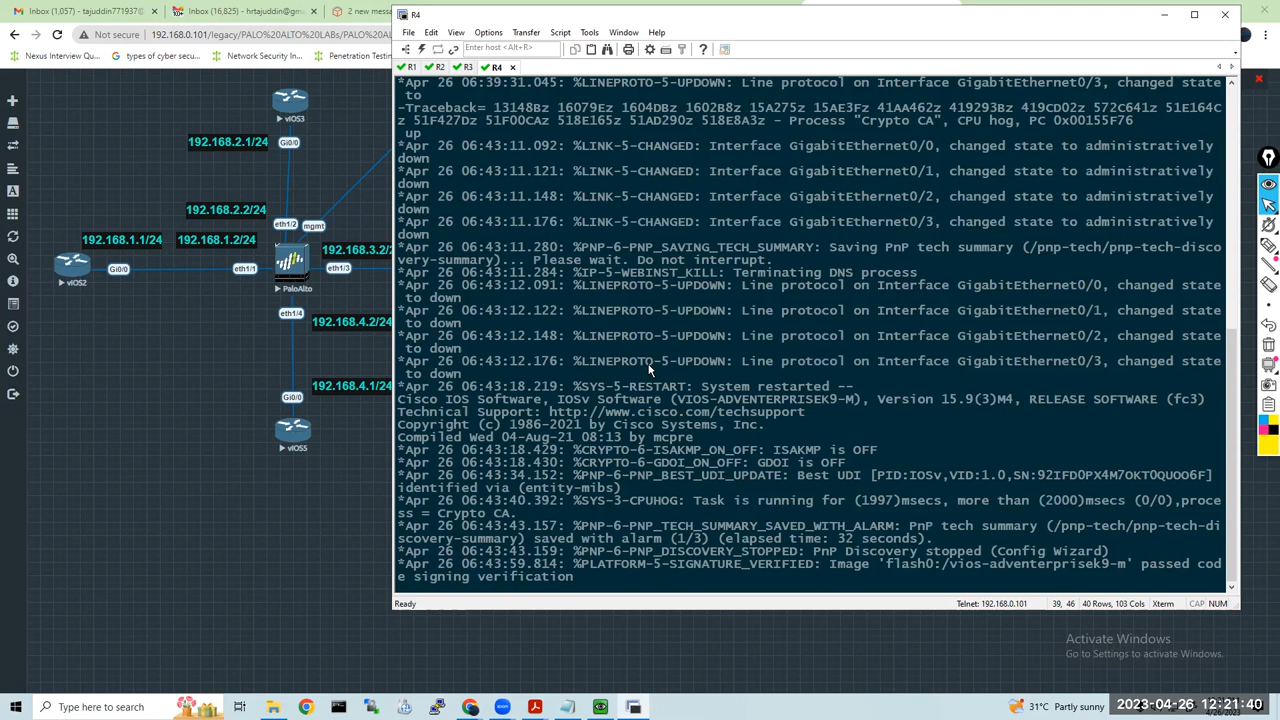 Inbox (1,057) - ajuddin771937
Inbox (16,825) - hrtajuddin@gm
2 new messages
Not secure
192.168.0.101/legacy/PALO%20ALTO%20LABs/PALO%20AL
Nexus Interview Qu...
types of cyber secu...
Network Security In...
Penetration Testing
R4
File Edit View Options Transfer Script Tools Window Help
Enter host <Alt+R>
R1 R2 R3 R4
*Apr 26 06:39:31.045: %LINEPROTO-5-UPDOWN: Line protocol on Interface GigabitEthernet0/3, changed state
to
-Traceback= 13148Bz 16079Ez 1604DBz 1602B8z 15A275z 15AE3Fz 41AA462z 419293Bz 419CD02z 572C641z 51E164C
z 51F427Dz 51F00CAz 518E165z 51AD290z 518E8A3z - Process "Crypto CA", CPU hog, PC 0x00155F76
up
*Apr 26 06:43:11.092: %LINK-5-CHANGED: Interface GigabitEthernet0/0, changed state to administratively
down
*Apr 26 06:43:11.121: %LINK-5-CHANGED: Interface GigabitEthernet0/1, changed state to administratively
down
*Apr 26 06:43:11.148: %LINK-5-CHANGED: Interface GigabitEthernet0/2, changed state to administratively
down
*Apr 26 06:43:11.176: %LINK-5-CHANGED: Interface GigabitEthernet0/3, changed state to administratively
down
*Apr 26 06:43:11.280: %PNP-6-PNP_SAVING_TECH_SUMMARY: Saving PnP tech summary (/pnp-tech/pnp-tech-disco
very-summary)... Please wait. Do not interrupt.
*Apr 26 06:43:11.284: %IP-5-WEBINST_KILL: Terminating DNS process
*Apr 26 06:43:12.091: %LINEPROTO-5-UPDOWN: Line protocol on Interface GigabitEthernet0/0, changed state
to down
*Apr 26 06:43:12.122: %LINEPROTO-5-UPDOWN: Line protocol on Interface GigabitEthernet0/1, changed state
to down
*Apr 26 06:43:12.148: %LINEPROTO-5-UPDOWN: Line protocol on Interface GigabitEthernet0/2, changed state
to down
*Apr 26 06:43:12.176: %LINEPROTO-5-UPDOWN: Line protocol on Interface GigabitEthernet0/3, changed state
to down
*Apr 26 06:43:18.219: %SYS-5-RESTART: System restarted --
Cisco IOS Software, IOSv Software (VIOS-ADVENTERPRISEK9-M), Version 15.9(3)M4, RELEASE SOFTWARE (fc3)
Technical Support: http://www.cisco.com/techsupport
Copyright (c) 1986-2021 by Cisco Systems, Inc.
Compiled Wed 04-Aug-21 08:13 by mcpre
*Apr 26 06:43:18.429: %CRYPTO-6-ISAKMP_ON_OFF: ISAKMP is OFF
*Apr 26 06:43:18.430: %CRYPTO-6-GDOI_ON_OFF: GDOI is OFF
*Apr 26 06:43:34.152: %PNP-6-PNP_BEST_UDI_UPDATE: Best UDI [PID:IOSv,VID:1.0,SN:92IFD0PX4M7OKT0QUOO6F]
identified via (entity-mibs)
*Apr 26 06:43:40.392: %SYS-3-CPUHOG: Task is running for (1997)msecs, more than (2000)msecs (0/0),proce
ss = Crypto CA.
*Apr 26 06:43:43.157: %PNP-6-PNP_TECH_SUMMARY_SAVED_WITH_ALARM: PnP tech summary (/pnp-tech/pnp-tech-di
scovery-summary) saved with alarm (1/3) (elapsed time: 32 seconds).
*Apr 26 06:43:43.159: %PNP-6-PNP_DISCOVERY_STOPPED: PnP Discovery stopped (Config Wizard)
*Apr 26 06:43:59.814: %PLATFORM-5-SIGNATURE_VERIFIED: Image 'flash0:/vios-adventerprisek9-m' passed cod
e signing verification
Ready
Telnet: 192.168.0.101 39, 46 40 Rows, 103 Cols Xterm CAP NUM
vIOS3
192.168.2.1/24
Gi0/0
192.168.2.2/24
eth1/2
mgmt
192.168.1.1/24
192.168.1.2/24
192.168.3.2/2
vIOS2
Gi0/0
eth1/1
eth1/3
PaloAlto
eth1/4
192.168.4.2/24
192.168.4.1/24
Gi0/0
vIOS5
Activate Windows
Go to Settings to activate Windows.
Type here to search
31°C Partly sunny
2023-04-26 12:21:40